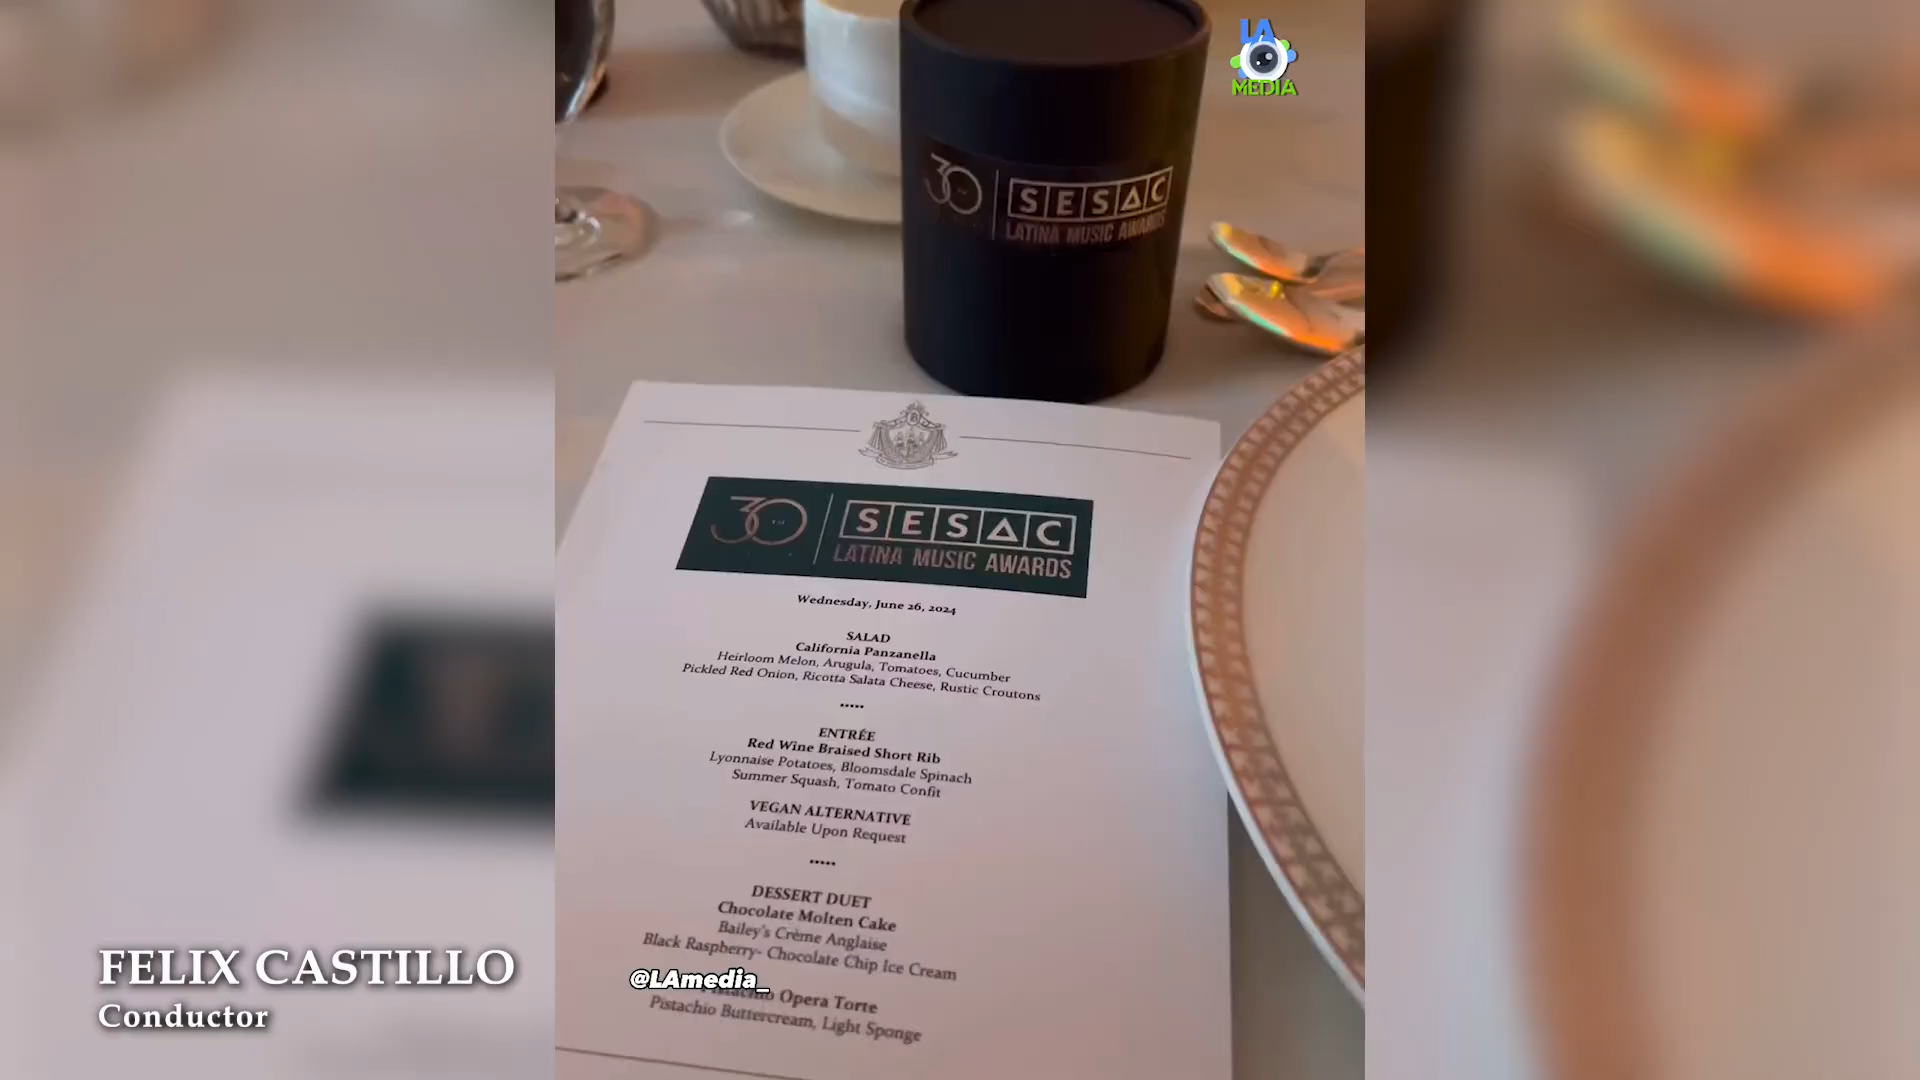 LA
MEDIA
30
TH
SESAC
LATINA MUSIC AWARDS
30
TH
SESAC
LATINA MUSIC AWARDS
Wednesday, June 26, 2024
SALAD
California Panzanella
Heirloom Melon, Arugula, Tomatoes, Cucumber
Pickled Red Onion, Ricotta Salata Cheese, Rustic Croutons
ENTRÉE
Red Wine Braised Short Rib
Lyonnaise Potatoes, Bloomsdale Spinach
Summer Squash, Tomato Confit
VEGAN ALTERNATIVE
Available Upon Request
DESSERT DUET
Chocolate Molten Cake
Bailey's Crème Anglaise
Black Raspberry- Chocolate Chip Ice Cream
Pistachio Opera Torte
Pistachio Buttercream, Light Sponge
@LAmedia_
FELIX CASTILLO
Conductor